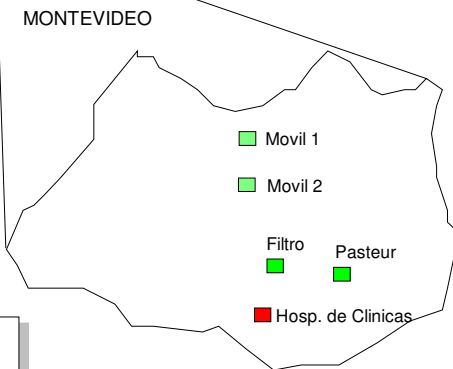 MONTEVIDEO
Movil 1
Movil 2
Filtro
Pasteur
Hosp. de Clinicas